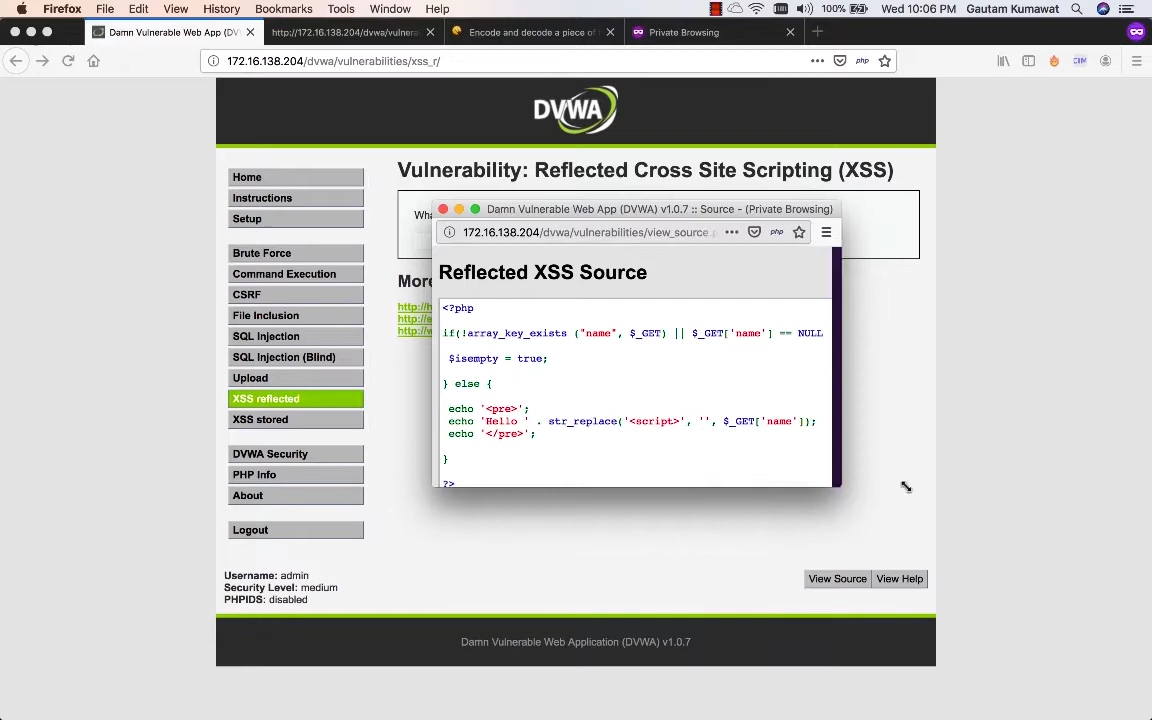 Firefox File Edit View History Bookmarks Tools Window Help 100% Wed 10:06 PM Gautam Kumawat
Damn Vulnerable Web App (DV
http://172.16.138.204/dvwa/vulnera
Encode and decode a piece of
Private Browsing
172.16.138.204/dvwa/vulnerabilities/xss_r/
php
DVWA
Vulnerability: Reflected Cross Site Scripting (XSS)
Home
Instructions
Setup
Brute Force
Command Execution
CSRF
File Inclusion
SQL Injection
SQL Injection (Blind)
Upload
XSS reflected
XSS stored
DVWA Security
PHP Info
About
Logout
Wha
More
http://h
http://
http://w
Damn Vulnerable Web App (DVWA) v1.0.7 :: Source - (Private Browsing)
172.16.138.204/dvwa/vulnerabilities/view_source.p
php
Reflected XSS Source
<?php
if(!array_key_exists ("name", $_GET) || $_GET['name'] == NULL
$isempty = true;
} else {
echo '<pre>';
echo 'Hello ' . str_replace('<script>', '', $_GET['name']);
echo '</pre>';
}
?>
Username: admin
Security Level: medium
PHPIDS: disabled
View Source View Help
Damn Vulnerable Web Application (DVWA) v1.0.7